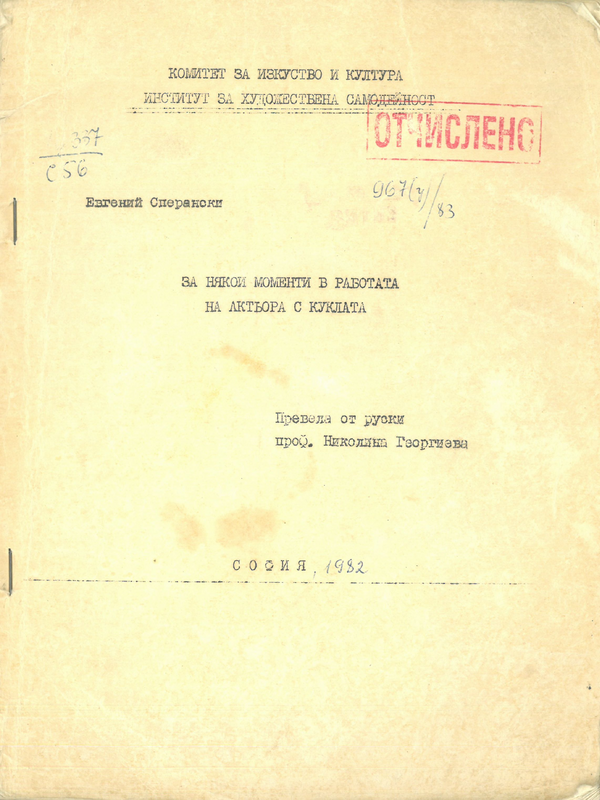 КОМИТЕТ ЗА ИЗКУСТВО И КУЛТУРА
ИНСТИТУТ ЗА ХУДОЖЕСТВЕНА САМОДЕЙНОСТ
ОТЧИСЛЕНО
337
С56
967(у)/83
Евгений Сперански
ЗА НЯКОИ МОМЕНТИ В РАБОТАТА
НА АКТЬОРА С КУКЛАТА
Превела от руски
проф. Николина Георгиева
СОФИЯ, 1982